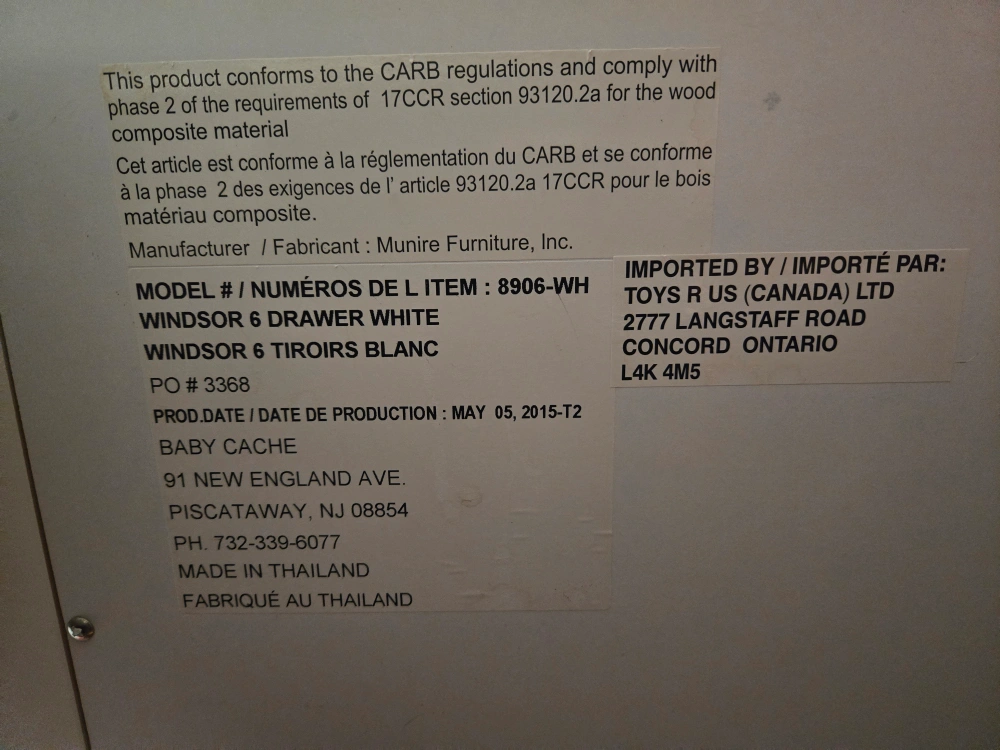 This product conforms to the CARB regulations and comply with
phase 2 of the requirements of 17CCR section 93120.2a for the wood
composite material
Cet article est conforme à la réglementation du CARB et se conforme
à la phase 2 des exigences de l' article 93120.2a 17CCR pour le bois
matériau composite.
Manufacturer / Fabricant : Munire Furniture, Inc.
MODEL # / NUMÉROS DE L ITEM : 8906-WH
WINDSOR 6 DRAWER WHITE
WINDSOR 6 TIROIRS BLANC
PO # 3368
PROD.DATE / DATE DE PRODUCTION : MAY 05, 2015-T2
BABY CACHE
91 NEW ENGLAND AVE.
PISCATAWAY, NJ 08854
PH. 732-339-6077
MADE IN THAILAND
FABRIQUÉ AU THAILAND
IMPORTED BY / IMPORTÉ PAR:
TOYS R US (CANADA) LTD
2777 LANGSTAFF ROAD
CONCORD ONTARIO
L4K 4M5